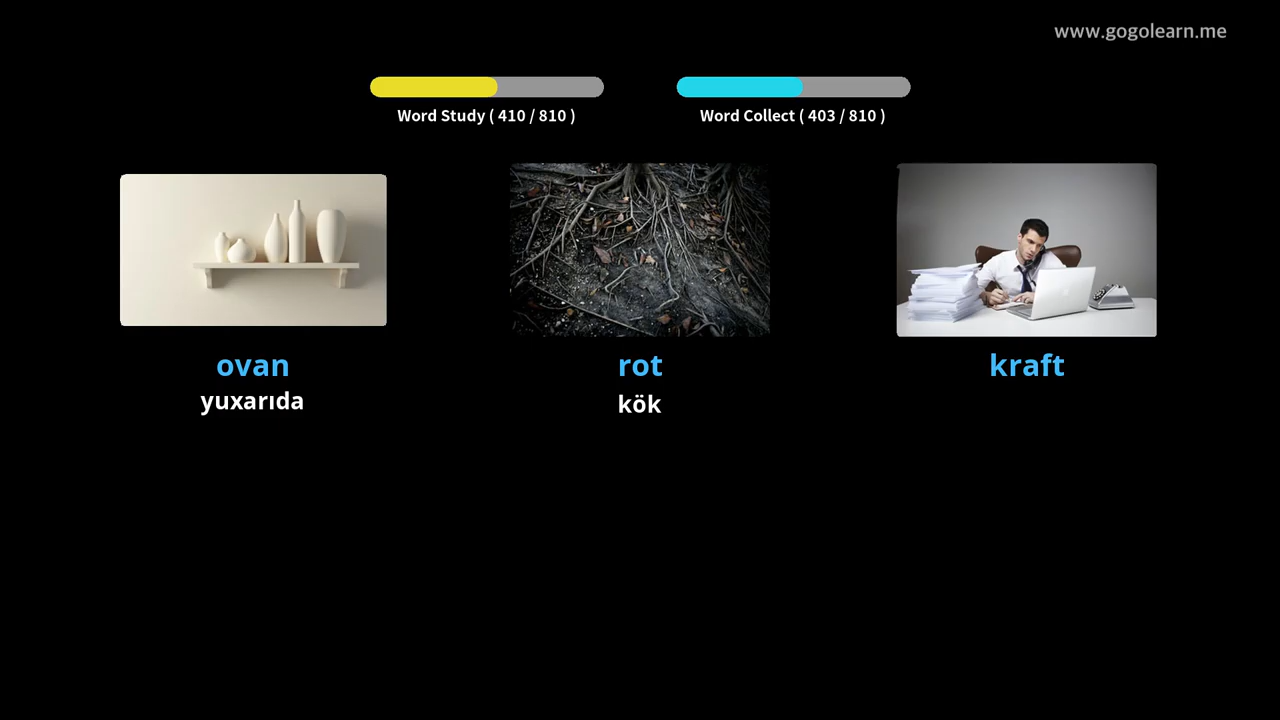 www.gogolearn.me
Word Study ( 410 / 810 )
Word Collect ( 403 / 810 )
ovan
rot
kraft
yuxarıda
kök